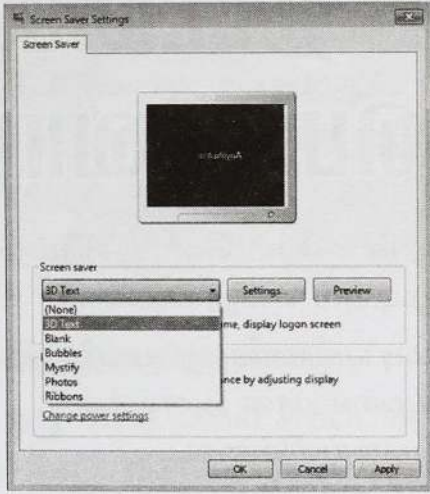 Screen Saver Settings
Screen Saver
Screen saver
3D Text
Settings...
Preview
(None)
3D Text
me, display logon screen
Blank
Bubbles
Mystify
Photos
nce by adjusting display
Ribbons
Change power settings
OK
Cancel
Apply